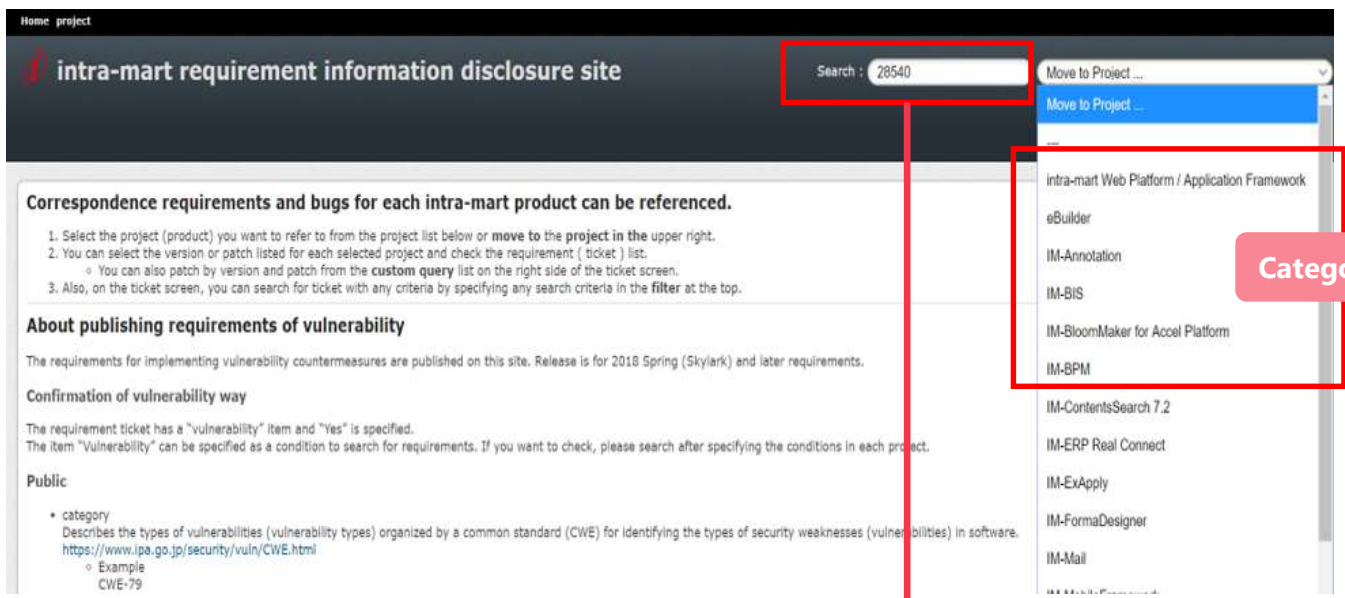 Home project
intra-mart requirement information disclosure site
Search : 28540
Move to Project ...
Move to Project ...
---
intra-mart Web Platform / Application Framework
eBuilder
IM-Annotation
IM-BIS
IM-BloomMaker for Accel Platform
IM-BPM
IM-ContentsSearch 7.2
IM-ERP Real Connect
IM-ExApply
IM-FormaDesigner
IM-Mail
IM-MobileFramework
Catego
Correspondence requirements and bugs for each intra-mart product can be referenced.
1. Select the project (product) you want to refer to from the project list below or move to the project in the upper right.
2. You can select the version or patch listed for each selected project and check the requirement ( ticket ) list.
◦ You can also patch by version and patch from the custom query list on the right side of the ticket screen.
3. Also, on the ticket screen, you can search for ticket with any criteria by specifying any search criteria in the filter at the top.
About publishing requirements of vulnerability
The requirements for implementing vulnerability countermeasures are published on this site. Release is for 2018 Spring (Skylark) and later requirements.
Confirmation of vulnerability way
The requirement ticket has a "vulnerability" item and "Yes" is specified.
The item "Vulnerability" can be specified as a condition to search for requirements. If you want to check, please search after specifying the conditions in each project.
Public
• category
Describes the types of vulnerabilities (vulnerability types) organized by a common standard (CWE) for identifying the types of security weaknesses (vulnerabilities) in software.
https://www.ipa.go.jp/security/vuln/CWE.html
◦ Example
CWE-79